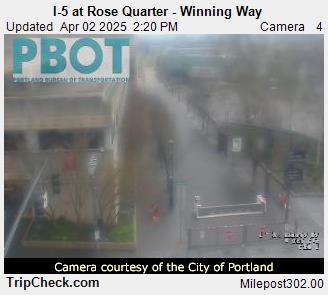 I-5 at Rose Quarter - Winning Way
Updated Apr 02 2025 2:20 PM Camera 4
PBOT
PORTLAND BUREAU OF TRANSPORTATION
Camera courtesy of the City of Portland
TripCheck.com Milepost302.00